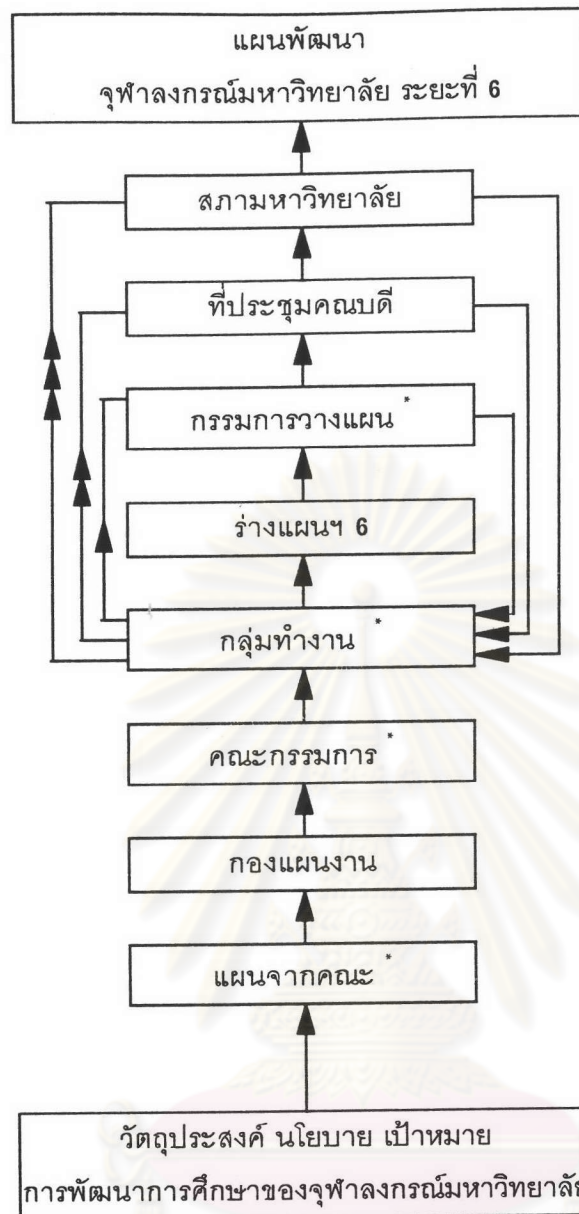 แผนพัฒนา
จุฬาลงกรณ์มหาวิทยาลัย ระยะที่ 6
สภามหาวิทยาลัย
ที่ประชุมคณบดี
กรรมการวางแผน *
ร่างแผนฯ 6
กลุ่มทำงาน *
คณะกรรมการ *
กองแผนงาน
แผนจากคณะ *
วัตถุประสงค์ นโยบาย เป้าหมาย
การพัฒนาการศึกษาของจุฬาลงกรณ์มหาวิทยาลัย